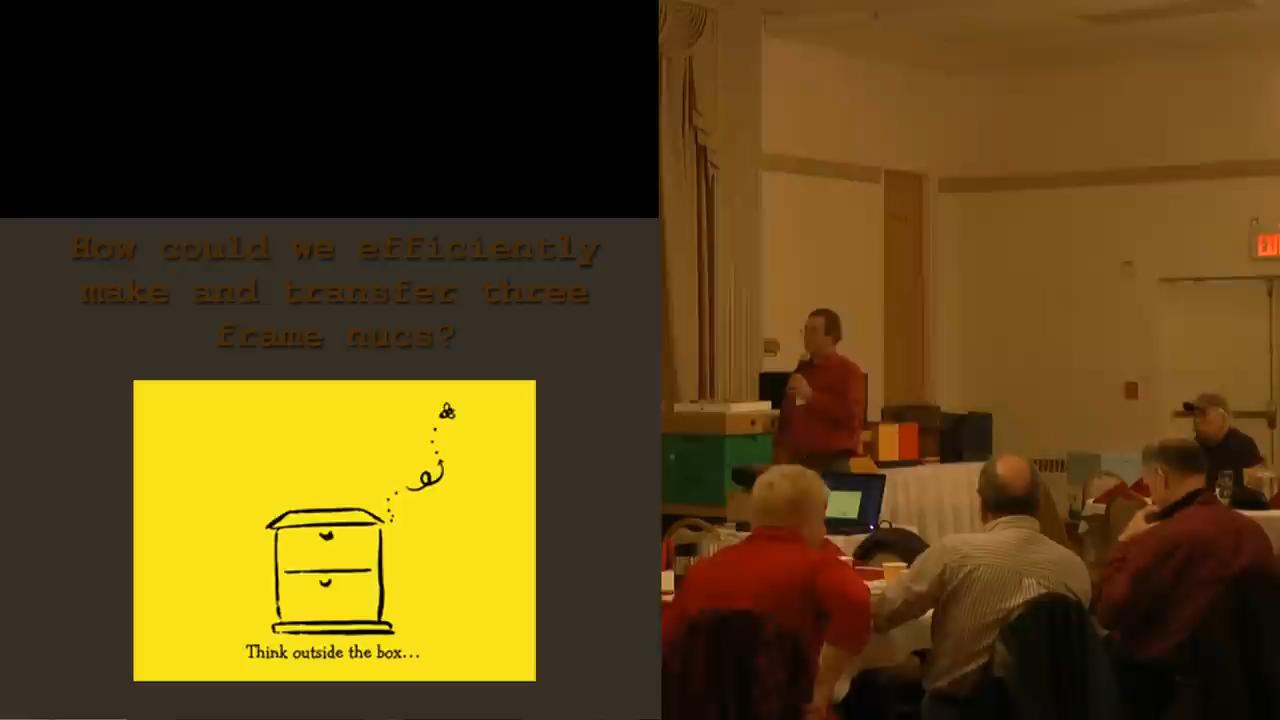 How could we efficiently
make and transfer three
frame nucs?
Think outside the box...